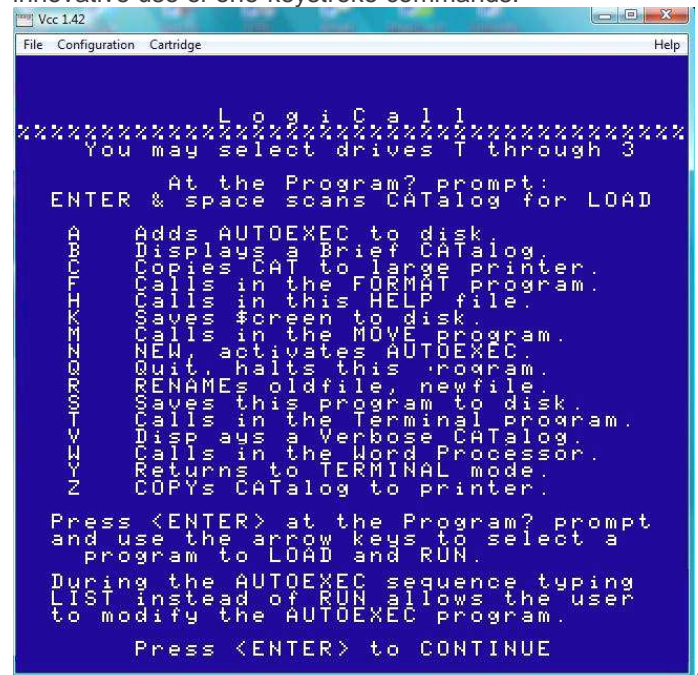 innovative use of one keystroke commands.
Vcc 1.42
File Configuration Cartridge Help
L o g i C a l l
%%%%%%%%%%%%%%%%%%%%%%%%%%%%%%%%%%%%%%%%
You may select drives T through 3
At the Program? prompt:
ENTER & space scans CATalog for LOAD
A Adds AUTOEXEC to disk.
B Displays a Brief CATalog.
C Copies CAT to large printer.
F Calls in the FORMAT program.
H Calls in this HELP file.
K Saves $creen to disk.
M Calls in the MOVE program.
N NEW, activates AUTOEXEC.
Q Quit, halts this rogram.
R RENAMEs oldfile, newfile.
S Saves this program to disk.
T Calls in the Terminal program.
V Disp ays a Verbose CATalog.
W Calls in the Word Processor.
Y Returns to TERMINAL mode.
Z COPYs CATalog to printer.
Press <ENTER> at the Program? prompt
and use the arrow keys to select a
program to LOAD and RUN.
During the AUTOEXEC sequence typing
LIST instead of RUN allows the user
to modify the AUTOEXEC program.
Press <ENTER> to CONTINUE